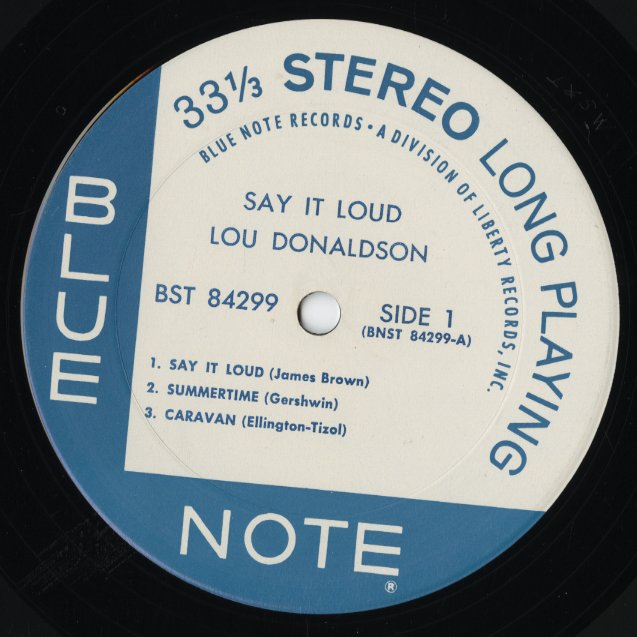 33⅓ STEREO LONG PLAYING
BLUE NOTE RECORDS • A DIVISION OF LIBERTY RECORDS, INC.
SAY IT LOUD
LOU DONALDSON
BST 84299
SIDE 1
(BNST 84299-A)
1. SAY IT LOUD (James Brown)
2. SUMMERTIME (Gershwin)
3. CARAVAN (Ellington-Tizol)
BLUE
NOTE®